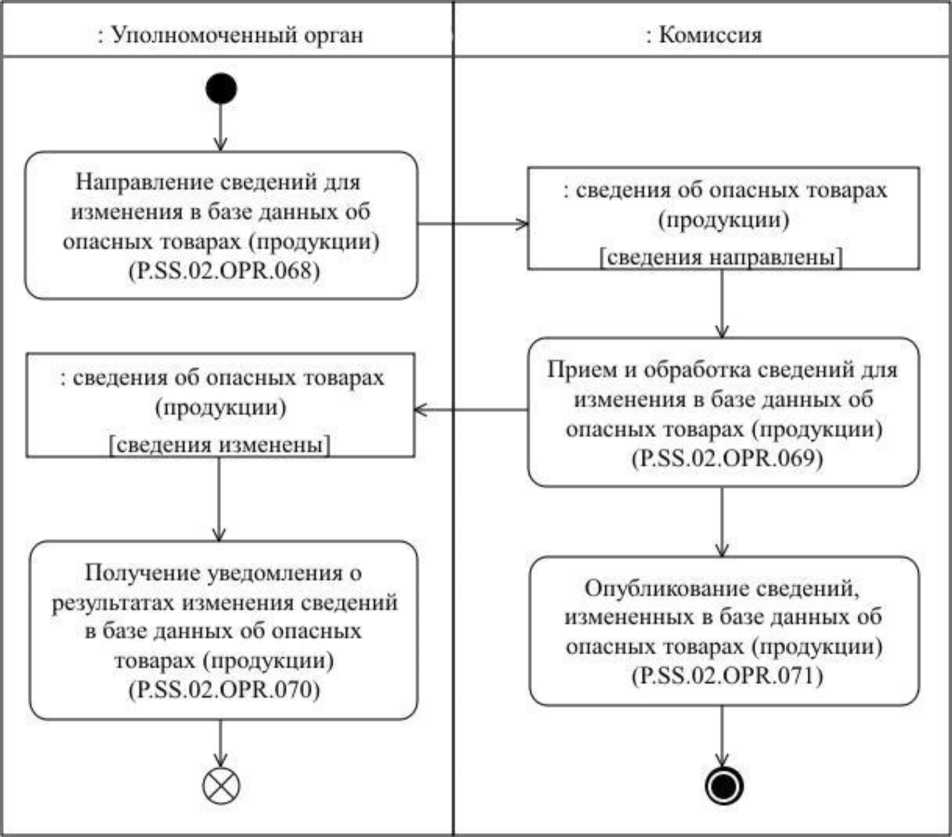 : Уполномоченный орган
: Комиссия
Направление сведений для
изменения в базе данных об
опасных товарах (продукции)
(P.SS.02.OPR.068)
: сведения об опасных товарах
(продукции)
[сведения направлены]
Прием и обработка сведений для
изменения в базе данных об
опасных товарах (продукции)
(P.SS.02.OPR.069)
: сведения об опасных товарах
(продукции)
[сведения изменены]
Получение уведомления о
результатах изменения сведений
в базе данных об опасных
товарах (продукции)
(P.SS.02.OPR.070)
Опубликование сведений,
измененных в базе данных об
опасных товарах (продукции)
(P.SS.02.OPR.071)